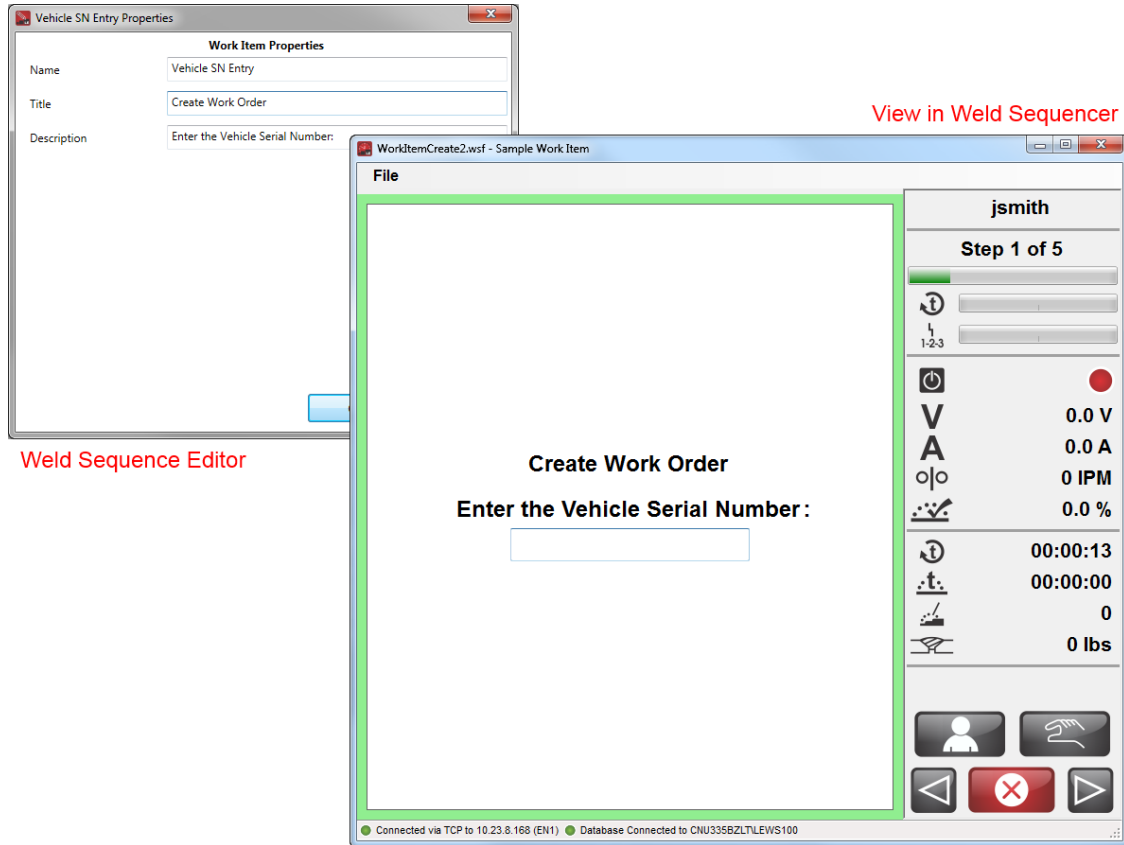 Vehicle SN Entry Properties
Work Item Properties
Name
Vehicle SN Entry
Title
Create Work Order
Description
Enter the Vehicle Serial Number:
Weld Sequence Editor
View in Weld Sequencer
WorkItemCreate2.wsf - Sample Work Item
File
Create Work Order
Enter the Vehicle Serial Number:
jsmith
Step 1 of 5
t
1-2-3
V 0.0 V
A 0.0 A
0 IPM
0.0 %
t 00:00:13
.t. 00:00:00
0
0 lbs
Connected via TCP to 10.23.8.168 (EN1) Database Connected to CNU335BZLT\LEWS100